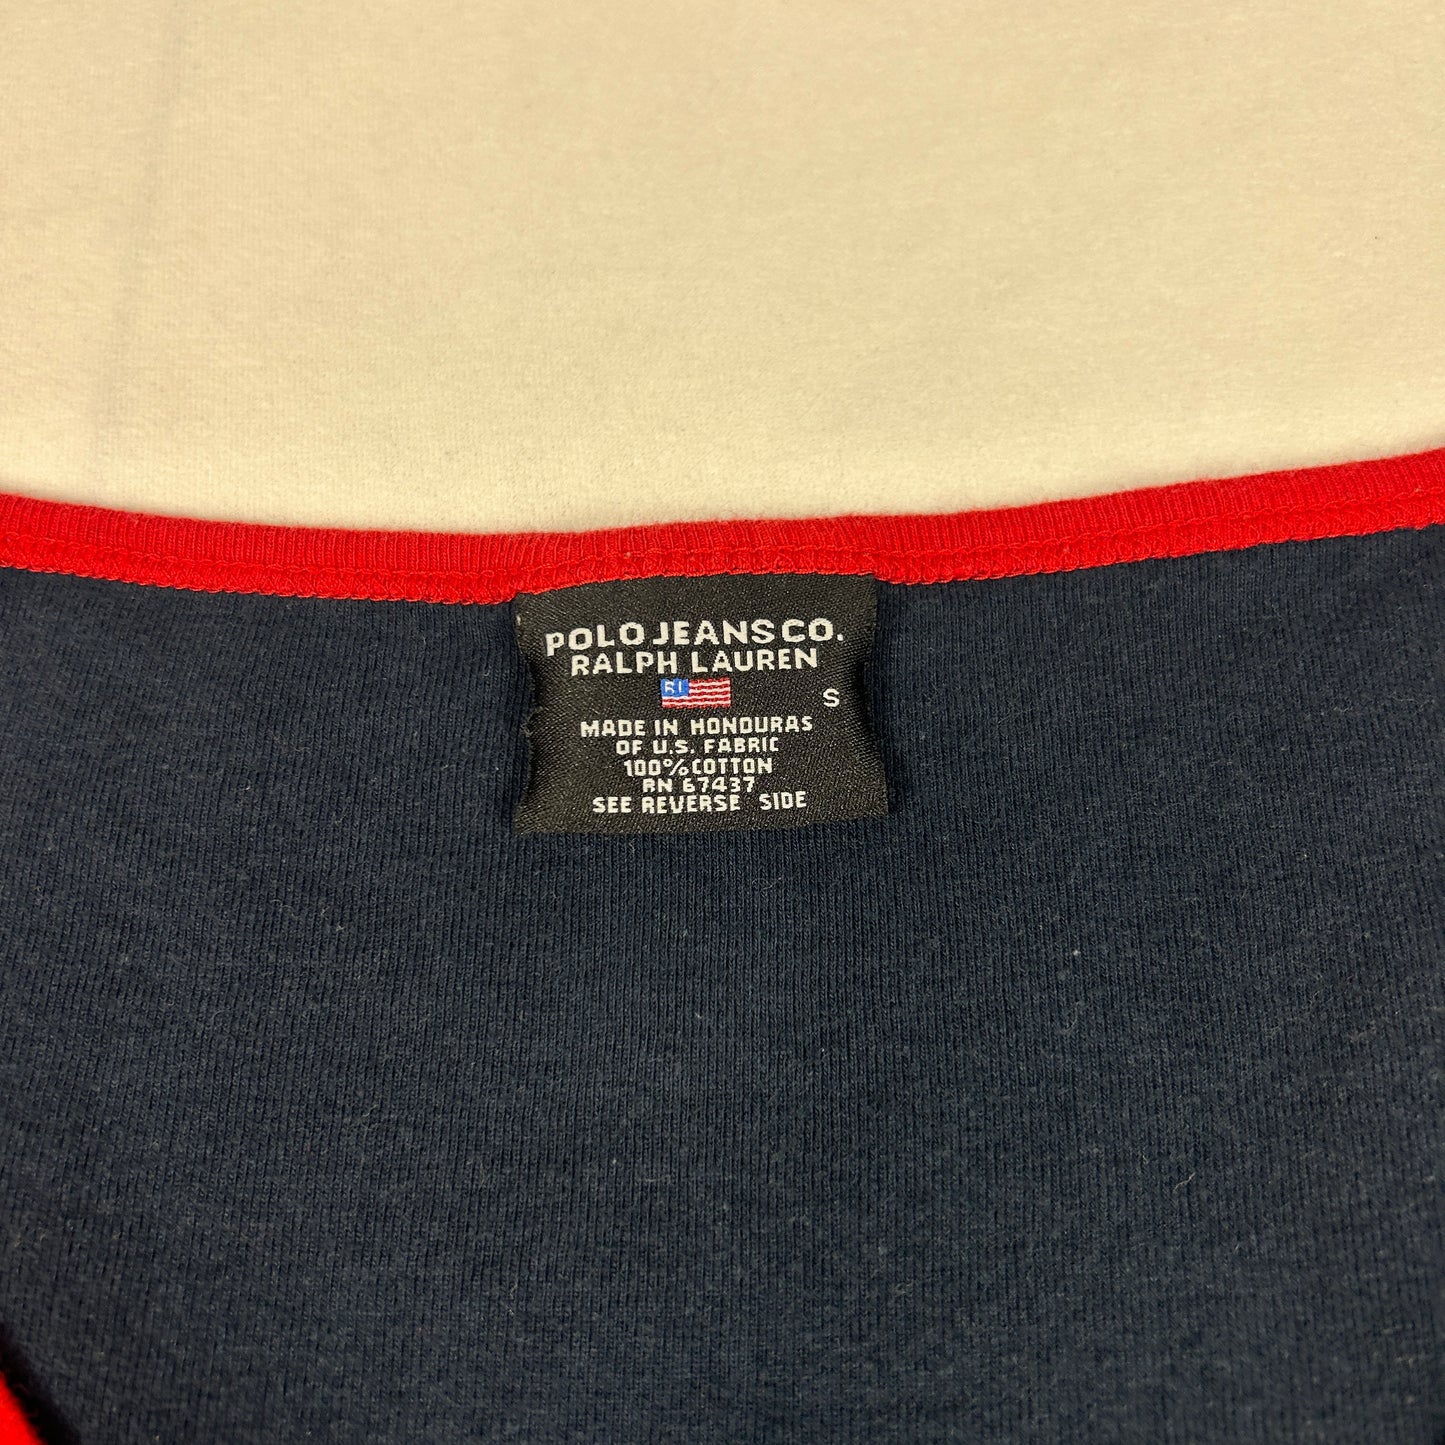 POLO JEANS CO.
RALPH LAUREN
RL
S
MADE IN HONDURAS
OF U.S. FABRIC
100% COTTON
RN 67437
SEE REVERSE SIDE